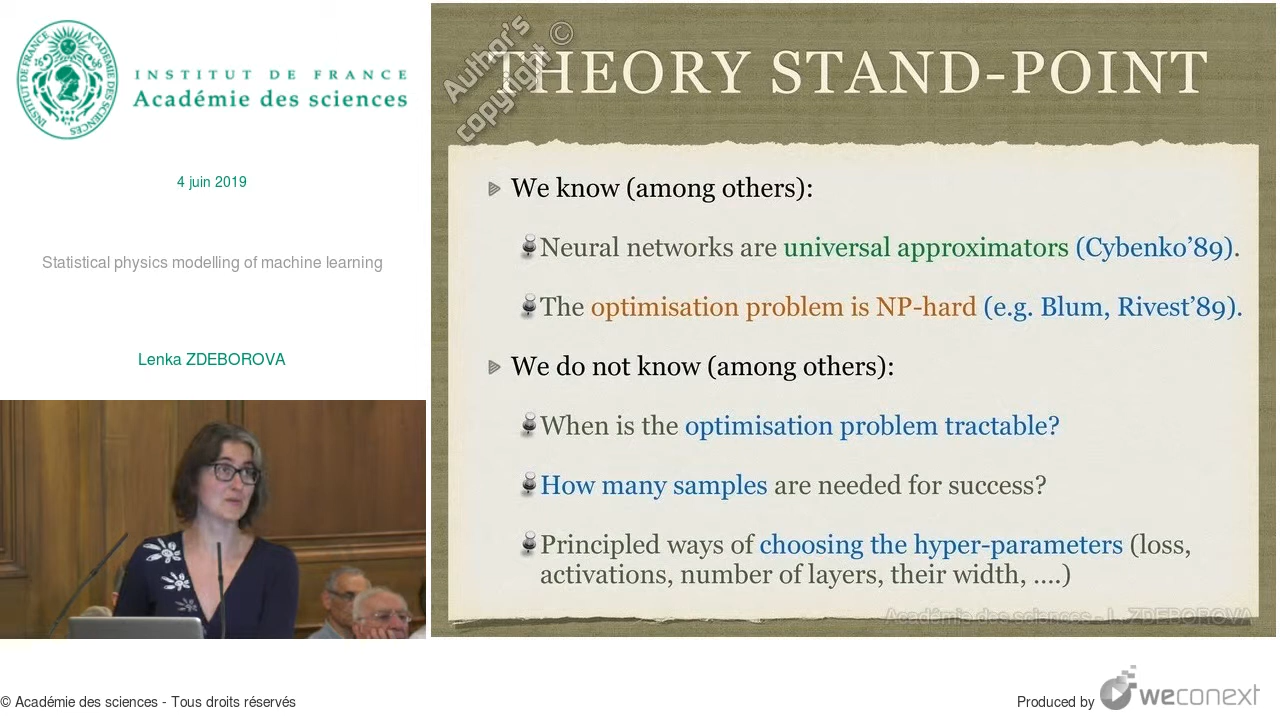 INSTITUT DE FRANCE
Académie des sciences
4 juin 2019
Statistical physics modelling of machine learning
Lenka ZDEBOROVA
Author's
copyright ©
THEORY STAND-POINT
We know (among others):
Neural networks are universal approximators (Cybenko'89).
The optimisation problem is NP-hard (e.g. Blum, Rivest'89).
We do not know (among others):
When is the optimisation problem tractable?
How many samples are needed for success?
Principled ways of choosing the hyper-parameters (loss,
activations, number of layers, their width, ....)
Académie des sciences - L. ZDEBOROVA
© Académie des sciences - Tous droits réservés
Produced by weconext